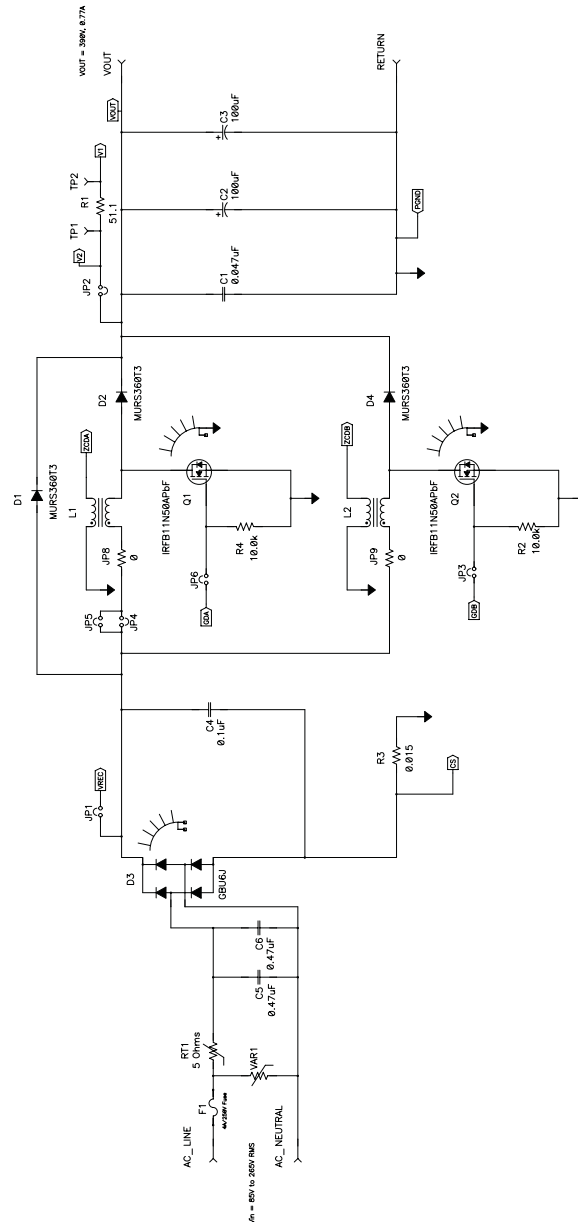 VOUT = 390V, 0.77A
VOUT
VOUT
RETURN
TP2
V1
R1
51.1
TP1
V2
JP2
C3
100uF
+
C2
100uF
+
C1
0.047uF
PGND
D1
MURS360T3
D2
MURS360T3
D4
MURS360T3
ZCDA
L1
JP8
0
JP5
JP4
Q1
IRFB11N50APbF
R4
10.0k
JP6
GDA
ZCDB
L2
JP9
0
Q2
IRFB11N50APbF
R2
10.0k
JP3
GDB
C4
0.1uF
R3
0.015
CS
VREC
JP1
D3
GBU6J
C6
0.47uF
C5
0.47uF
RT1
5 Ohms
VAR1
F1
4A/250V Fuse
AC_LINE
AC_NEUTRAL
in = 85V to 265V RMS